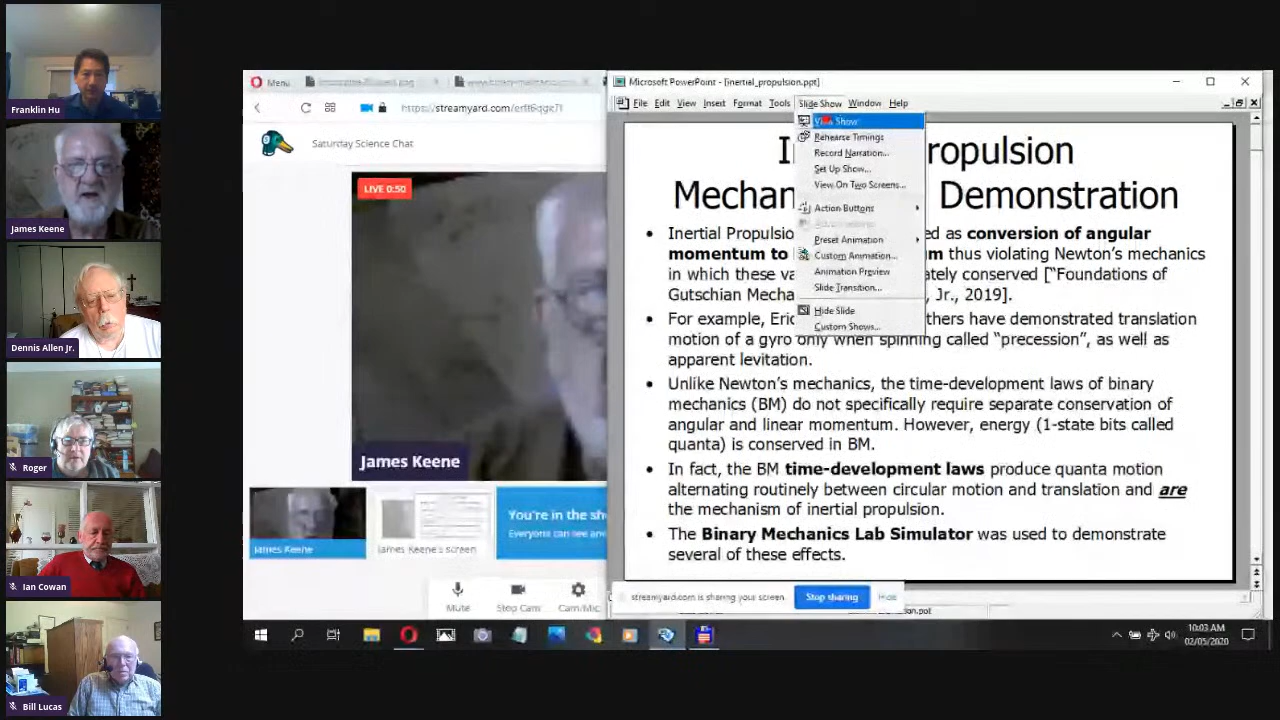 Franklin Hu
James Keene
Dennis Allen Jr.
Roger
Ian Cowan
Bill Lucas
Menu
https://streamyard.com/
Saturday Science Chat
LIVE 0:50
James Keene
James Keene
James Keene's screen
You're in the
Everyone can see
Mute
Stop Cam
Cam/Mic
Microsoft PowerPoint - [inertial_propulsion.ppt]
File Edit View Insert Format Tools Slide Show Window Help
Show
Rehearse Timings
Record Narration...
Set Up Show...
View On Two Screens...
Action Buttons
Preset Animation
Custom Animation...
Animation Preview
Slide Transition...
Hide Slide
Custom Shows...
ropulsion
Mechan Demonstration
• Inertial Propulsio ed as conversion of angular
momentum to m thus violating Newton's mechanics
in which these va ately conserved ["Foundations of
Gutschian Mecha , Jr., 2019].
• For example, Eric thers have demonstrated translation
motion of a gyro only when spinning called "precession", as well as
apparent levitation.
• Unlike Newton's mechanics, the time-development laws of binary
mechanics (BM) do not specifically require separate conservation of
angular and linear momentum. However, energy (1-state bits called
quanta) is conserved in BM.
• In fact, the BM time-development laws produce quanta motion
alternating routinely between circular motion and translation and are
the mechanism of inertial propulsion.
• The Binary Mechanics Lab Simulator was used to demonstrate
several of these effects.
streamyard.com is sharing your screen.
Stop sharing
Hide
10:03 AM
02/05/2020